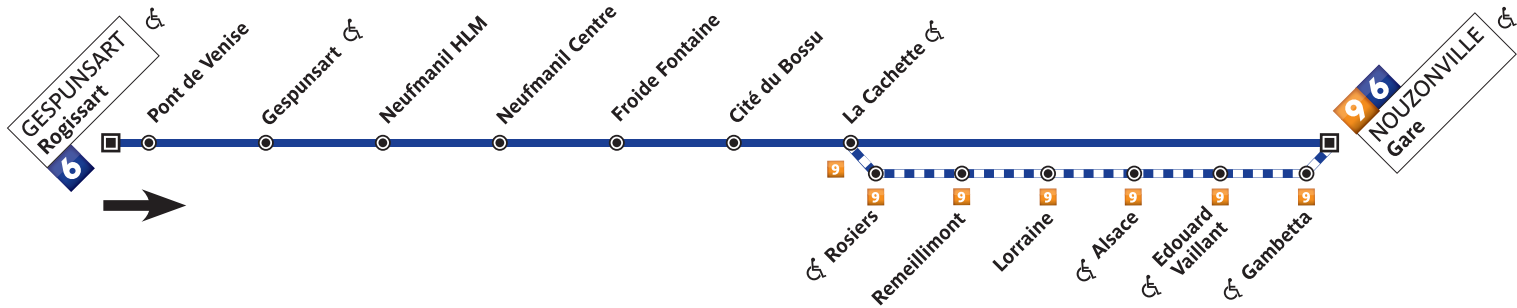 GESPUNSART
Rogissart
6
Pont de Venise
Gespunsart
Neufmanil HLM
Neufmanil Centre
Froide Fontaine
Cité du Bossu
La Cachette
9
6
NOUZONVILLE
Gare
9
9
9
9
9
9
9
Rosiers
Remeillimont
Lorraine
Alsace
Edouard
Vaillant
Gambetta